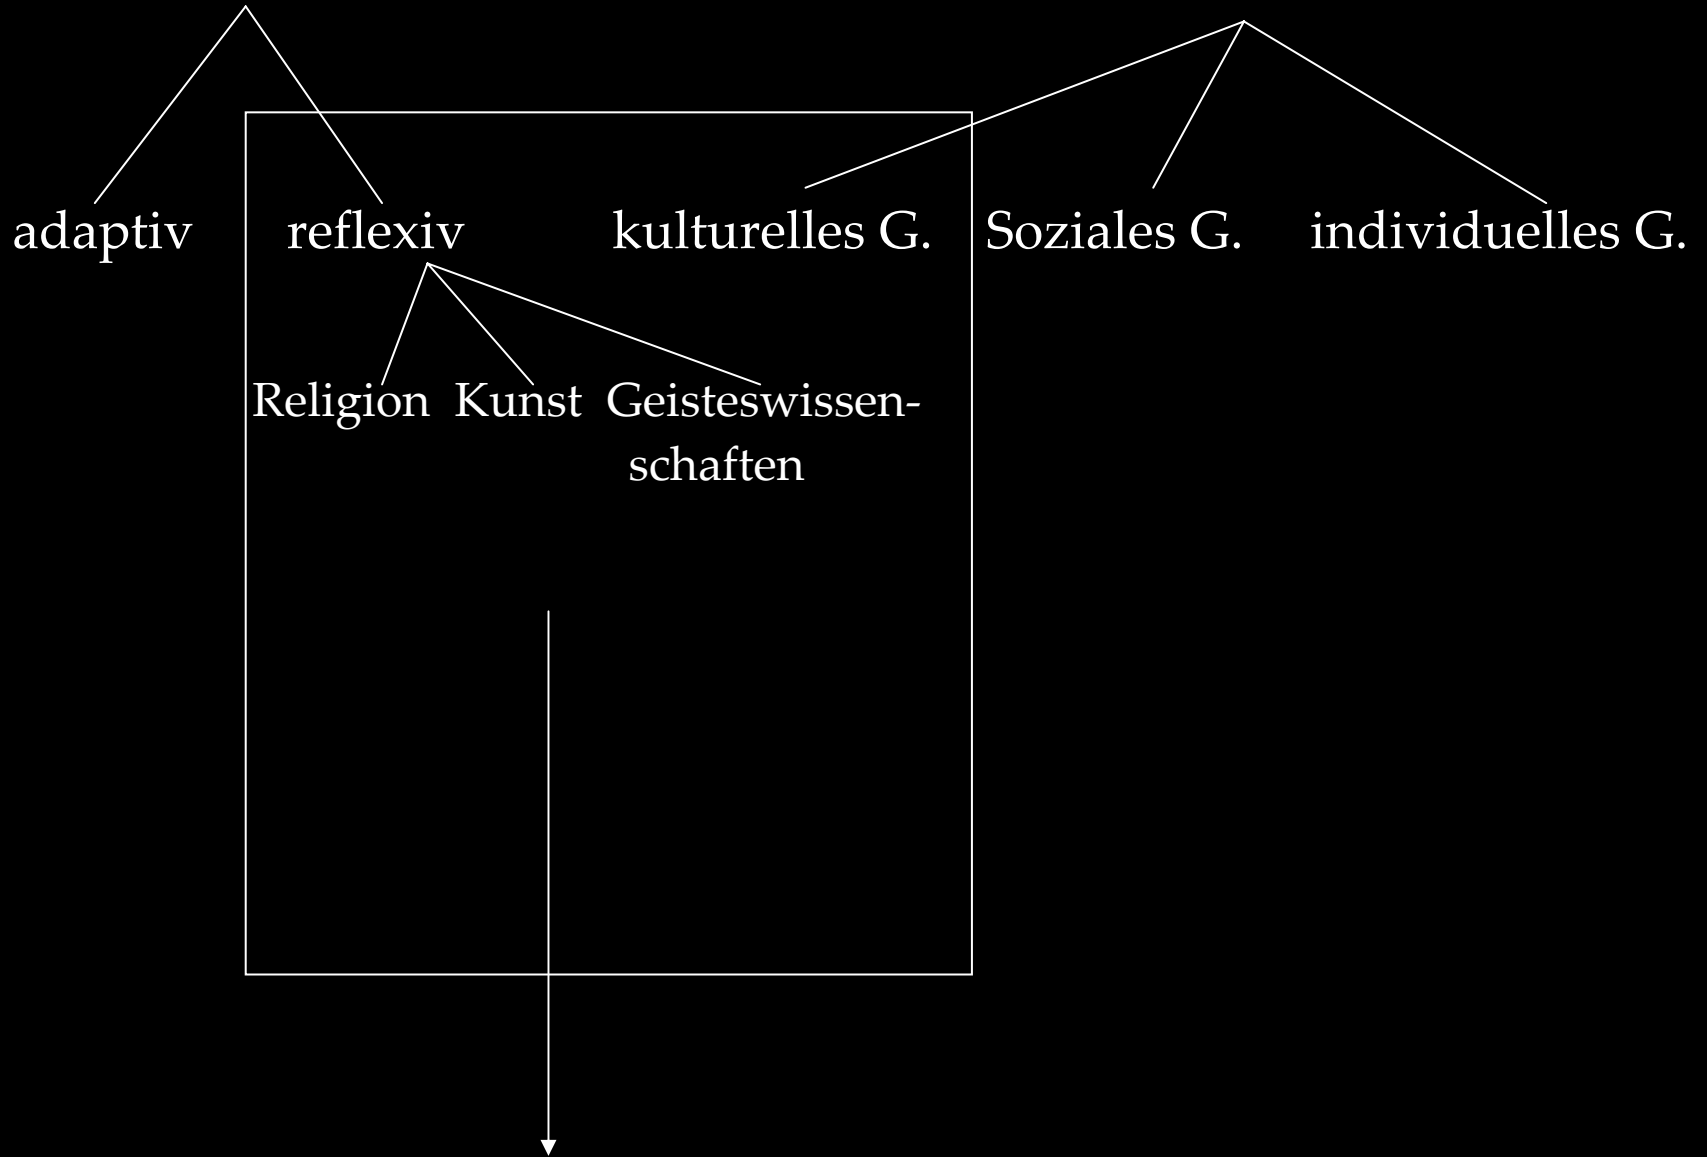 adaptiv reflexiv kulturelles G. Soziales G. individuelles G.
Religion Kunst Geisteswissen-
schaften